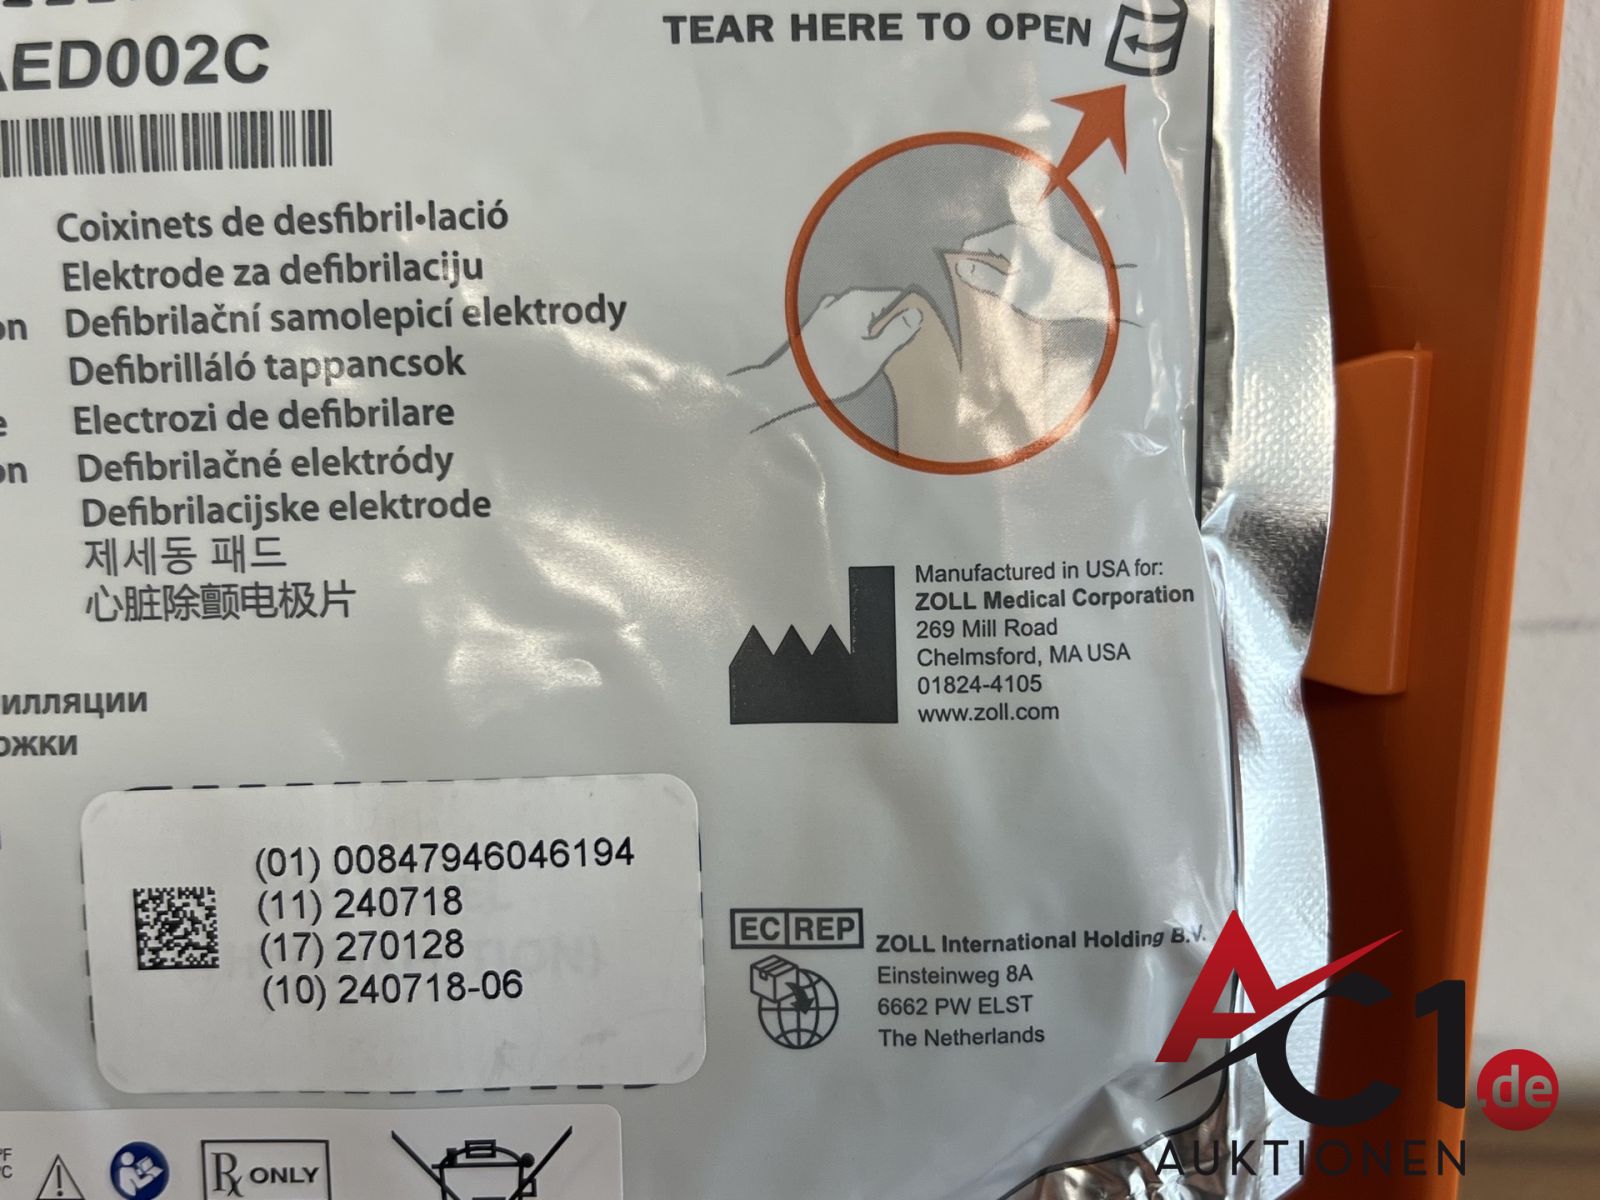 AED002C
TEAR HERE TO OPEN
Coixinets de desfibril•lació
Elektrode za defibrilaciju
on Defibrilační samolepicí elektrody
Defibrilláló tappancsok
e Electrozi de defibrilare
on Defibrilačné elektródy
Defibrilacijske elektrode
제세동 패드
心脏除颤电极片
илляции
ожки
Manufactured in USA for:
ZOLL Medical Corporation
269 Mill Road
Chelmsford, MA USA
01824-4105
www.zoll.com
(01) 00847946046194
(11) 240718
(17) 270128
(10) 240718-06
EC REP
ZOLL International Holding B.V.
Einsteinweg 8A
6662 PW ELST
The Netherlands
°F
°C
Rx ONLY
AC1.de
AUKTIONEN